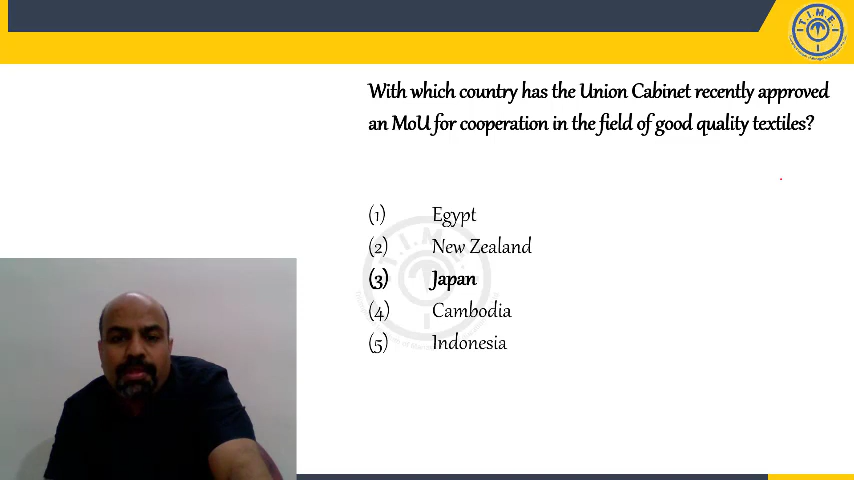 T.I.M.E.
With which country has the Union Cabinet recently approved
an MoU for cooperation in the field of good quality textiles?
(1) Egypt
(2) New Zealand
(3) Japan
(4) Cambodia
(5) Indonesia
T.I.M.E.